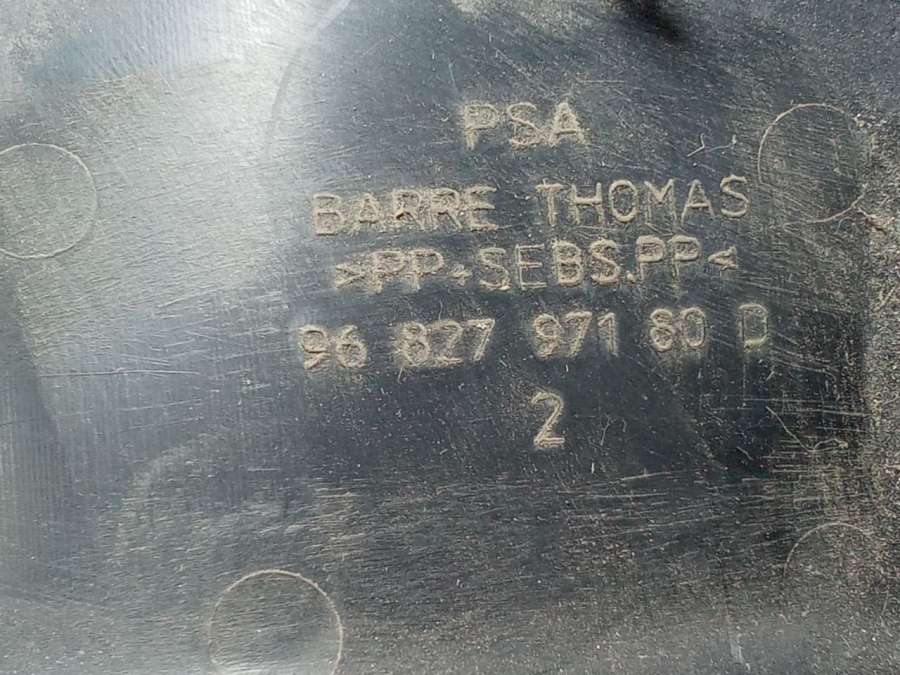 PSA
BARRE THOMAS
>PP+SEBS.PP<
96 827 971 80 D
2